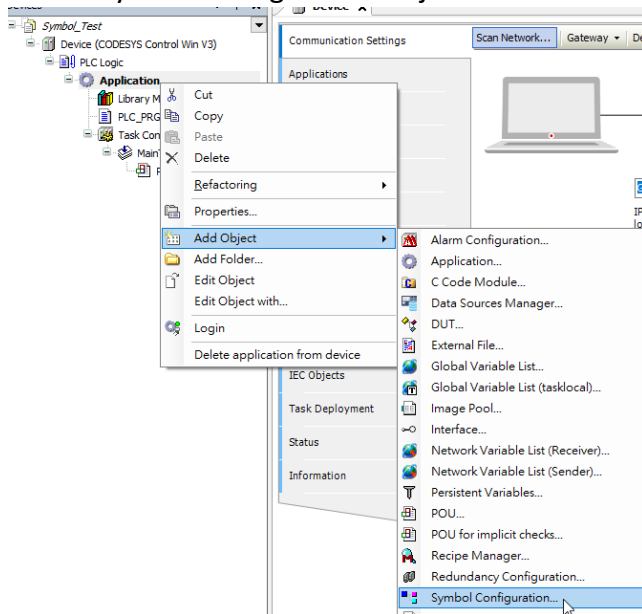 Symbol_Test
Device (CODESYS Control Win V3)
PLC Logic
Application
Library M
PLC_PRG
Task Con
Main
Cut
Copy
Paste
Delete
Refactoring
Properties...
Add Object
Add Folder...
Edit Object
Edit Object with...
Login
Delete application from device
Device
Communication Settings
Applications
IEC Objects
Task Deployment
Status
Information
Scan Network...
Gateway
De
IP
lo
Alarm Configuration...
Application...
C Code Module...
Data Sources Manager...
DUT...
External File...
Global Variable List...
Global Variable List (tasklocal)...
Image Pool...
Interface...
Network Variable List (Receiver)...
Network Variable List (Sender)...
Persistent Variables...
POU...
POU for implicit checks...
Recipe Manager...
Redundancy Configuration...
Symbol Configuration...